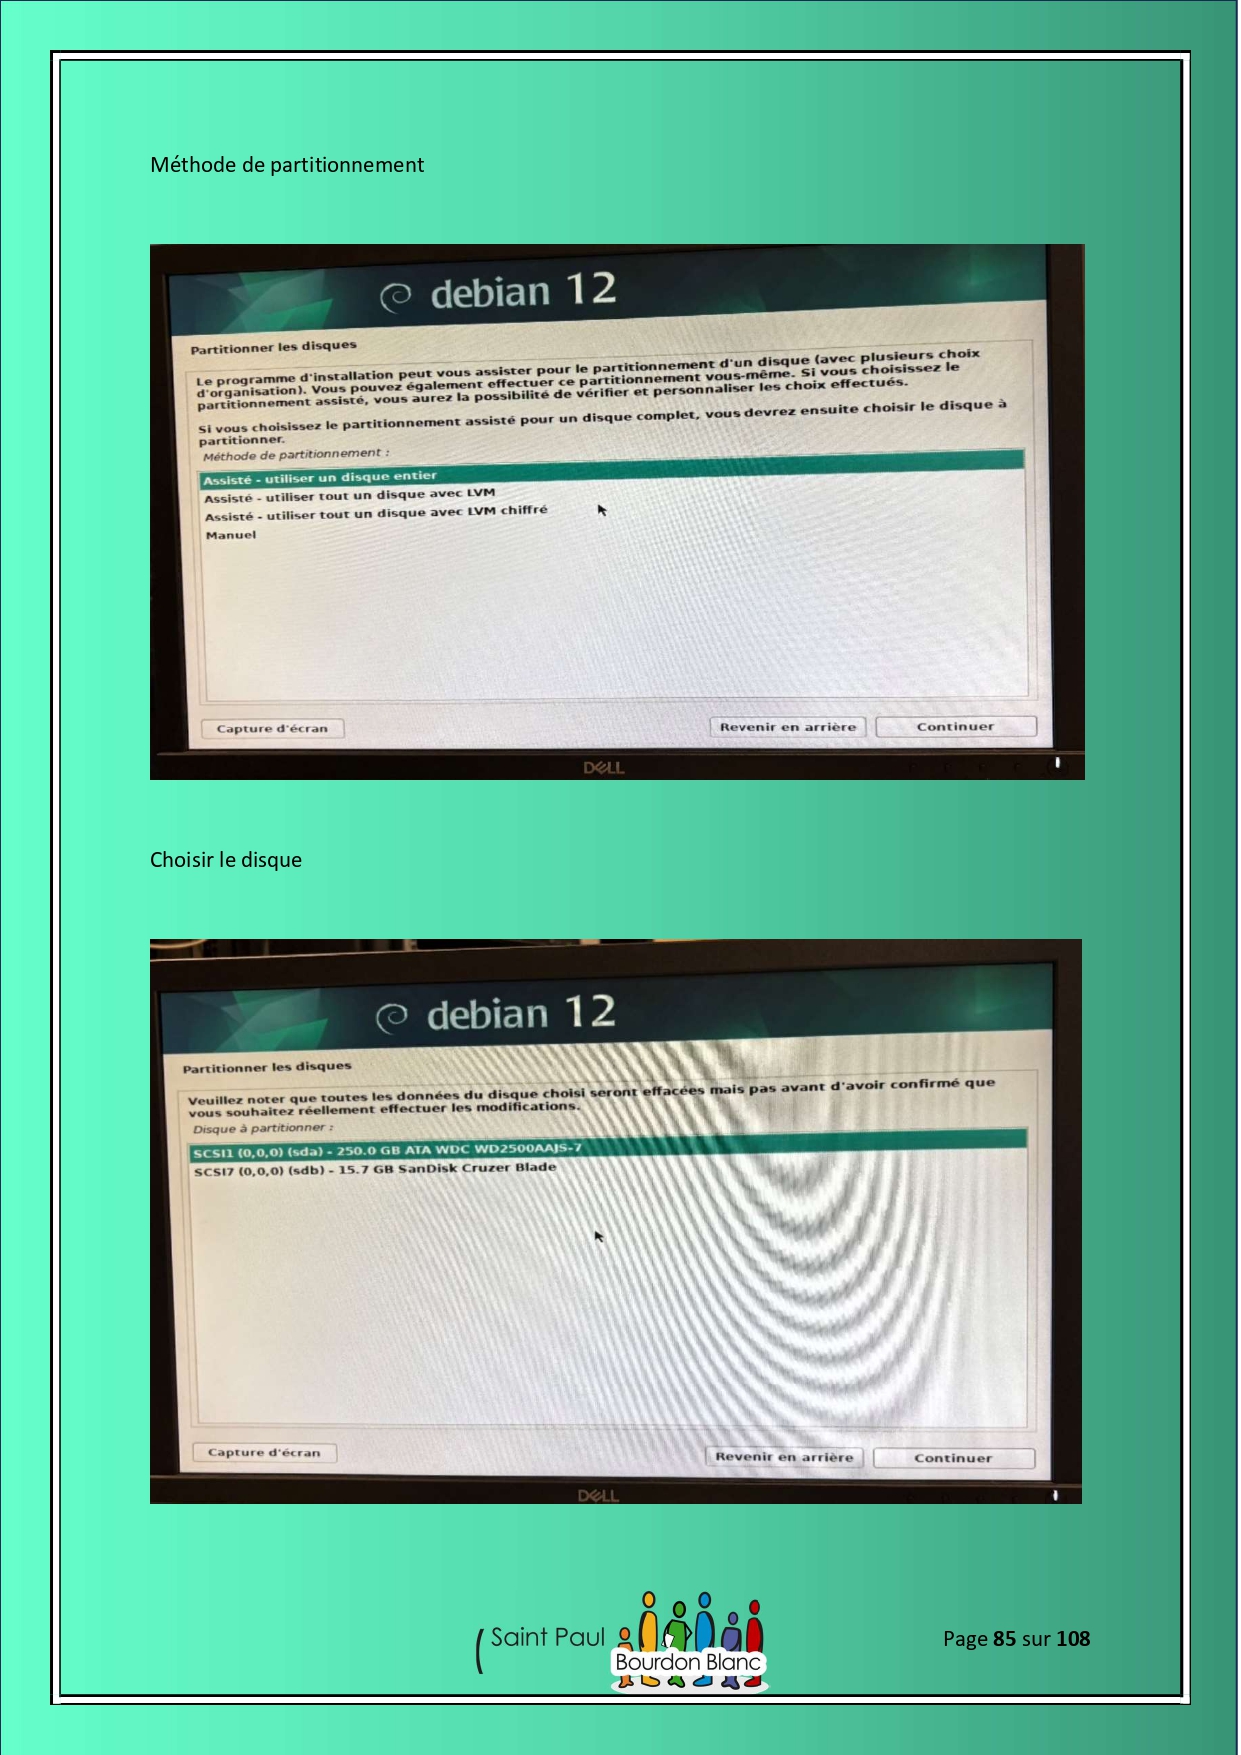 Méthode de partitionnement
debian 12
Partitionner les disques
Le programme d'installation peut vous assister pour le partitionnement d'un disque (avec plusieurs choix
d'organisation). Vous pouvez également effectuer ce partitionnement vous-même. Si vous choisissez le
partitionnement assisté, vous aurez la possibilité de vérifier et personnaliser les choix effectués.
Si vous choisissez le partitionnement assisté pour un disque complet, vous devrez ensuite choisir le disque à
partitionner.
Méthode de partitionnement :
Assisté - utiliser un disque entier
Assisté - utiliser tout un disque avec LVM
Assisté - utiliser tout un disque avec LVM chiffré
Manuel
Capture d'écran
Revenir en arrière
Continuer
DELL
Choisir le disque
debian 12
Partitionner les disques
Veuillez noter que toutes les données du disque choisi seront effacées mais pas avant d'avoir confirmé que
vous souhaitez réellement effectuer les modifications.
Disque à partitionner :
SCSI1 (0,0,0) (sda) - 250.0 GB ATA WDC WD2500AAJS-7
SCSI7 (0,0,0) (sdb) - 15.7 GB SanDisk Cruzer Blade
Capture d'écran
Revenir en arrière
Continuer
DELL
Saint Paul
Bourdon Blanc
Page 85 sur 108